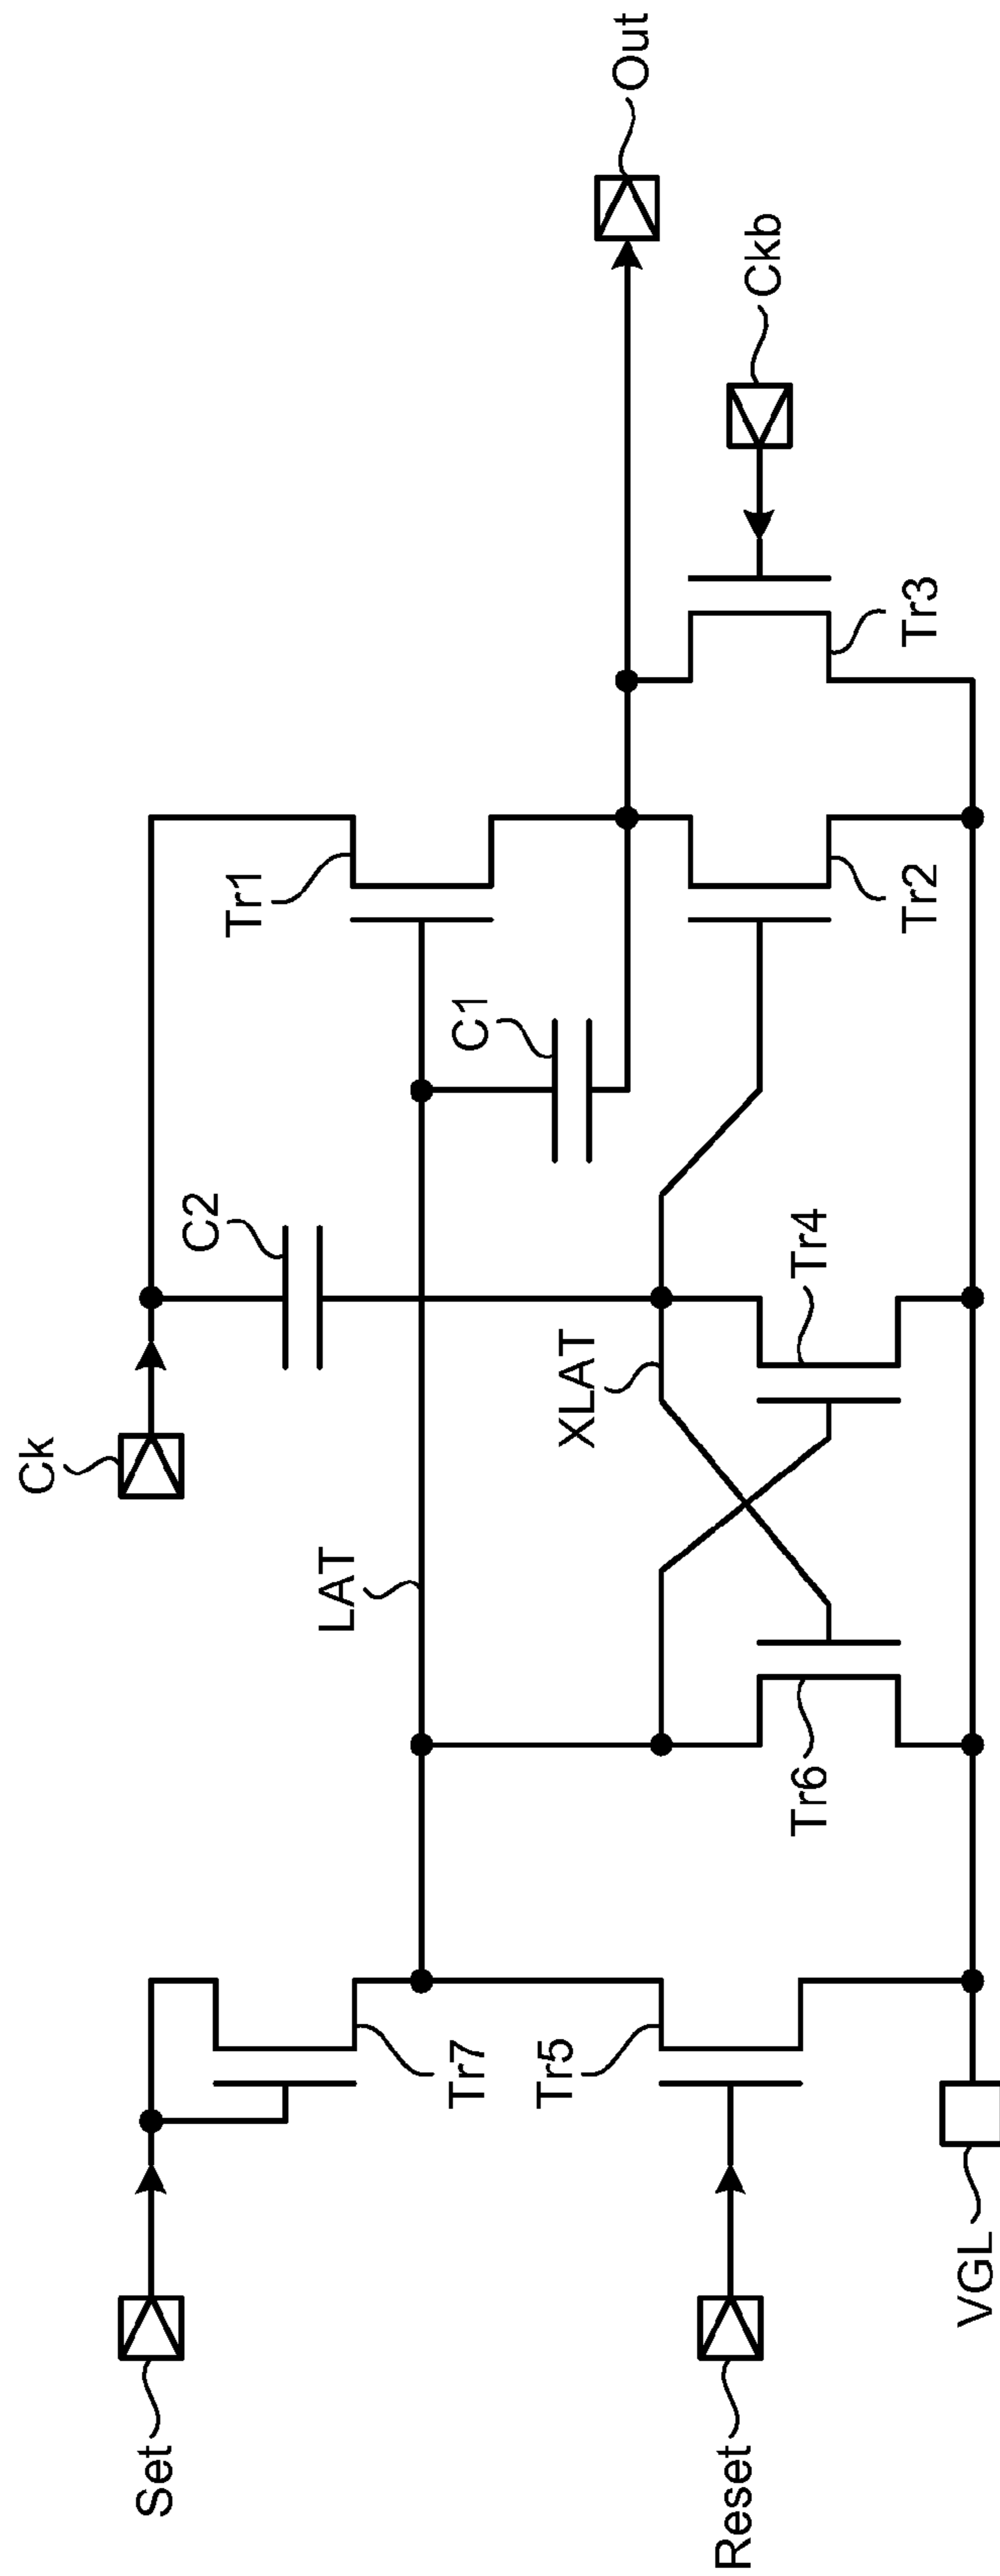 Ck
Out
C2
Tr1
Set
LAT
C1
Ckb
Tr7
XLAT
Tr5
Reset
Tr6
Tr4
Tr2
Tr3
VGL